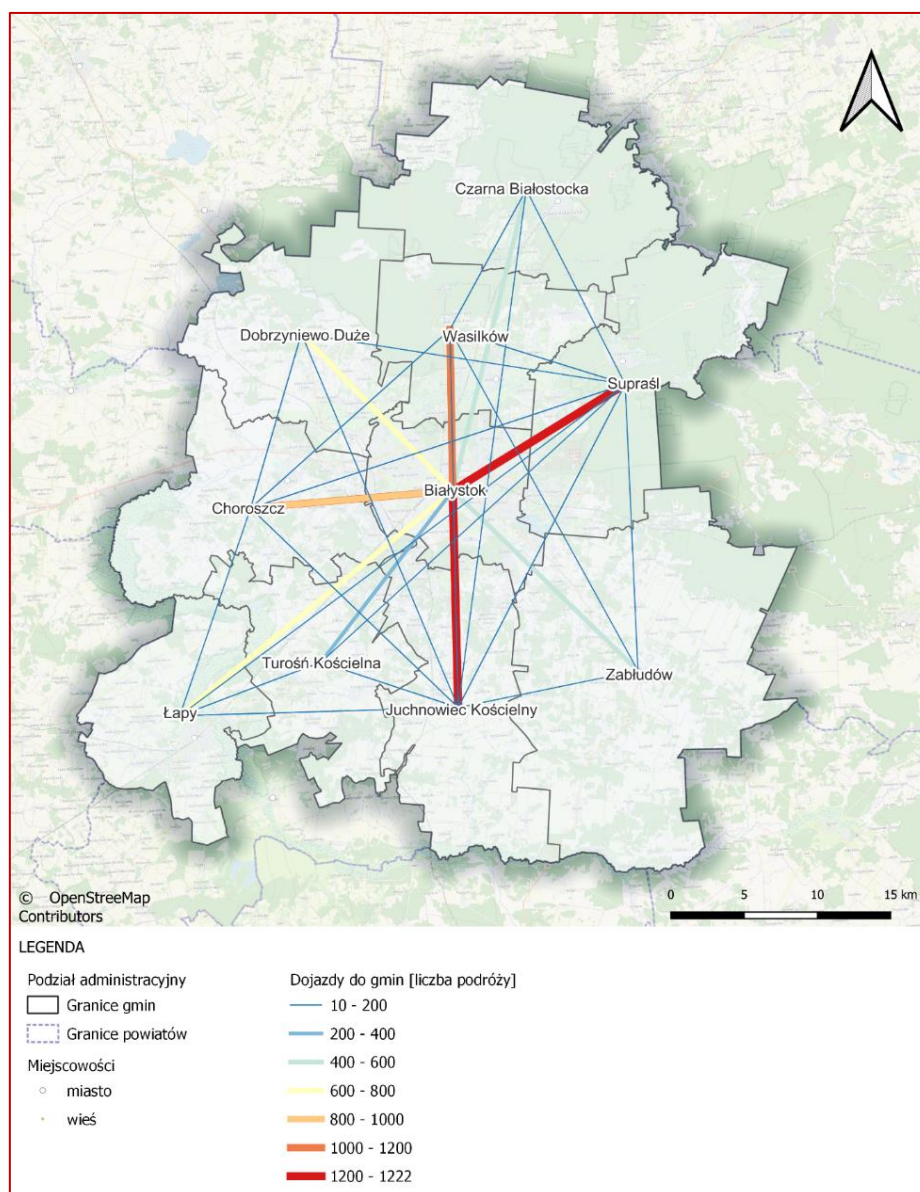 Czarna Białostocka
Dobrzyniewo Duże
Wasilków
Supraśl
Białystok
Choroszcz
Turośń Kościelna
Zabłudów
Łapy
Juchnowiec Kościelny
© OpenStreetMap
Contributors
0 5 10 15 km
LEGENDA
Podział administracyjny
Granice gmin
Granice powiatów
Miejscowości
miasto
wieś
Dojazdy do gmin [liczba podróży]
10 - 200
200 - 400
400 - 600
600 - 800
800 - 1000
1000 - 1200
1200 - 1222